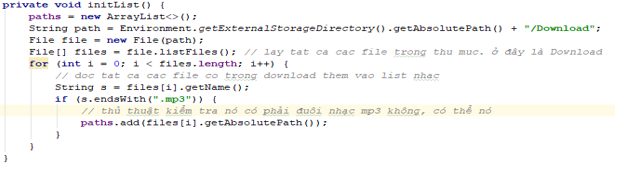 private void initList() {
    paths = new ArrayList<>();
    String path = Environment.getExternalStorageDirectory().getAbsolutePath() + "/Download";
    File file = new File(path);
    File[] files = file.listFiles(); // lay tat ca cac file trong thu muc. ở đây là Download
    for (int i = 0; i < files.length; i++) {
        // doc tat ca cac file co trong download them vao list nhac
        String s = files[i].getName();
        if (s.endsWith(".mp3")) {
            // thủ thuật kiểm tra nó có phải đuôi nhạc mp3 không, có thể nó
            paths.add(files[i].getAbsolutePath());
        }
    }
}